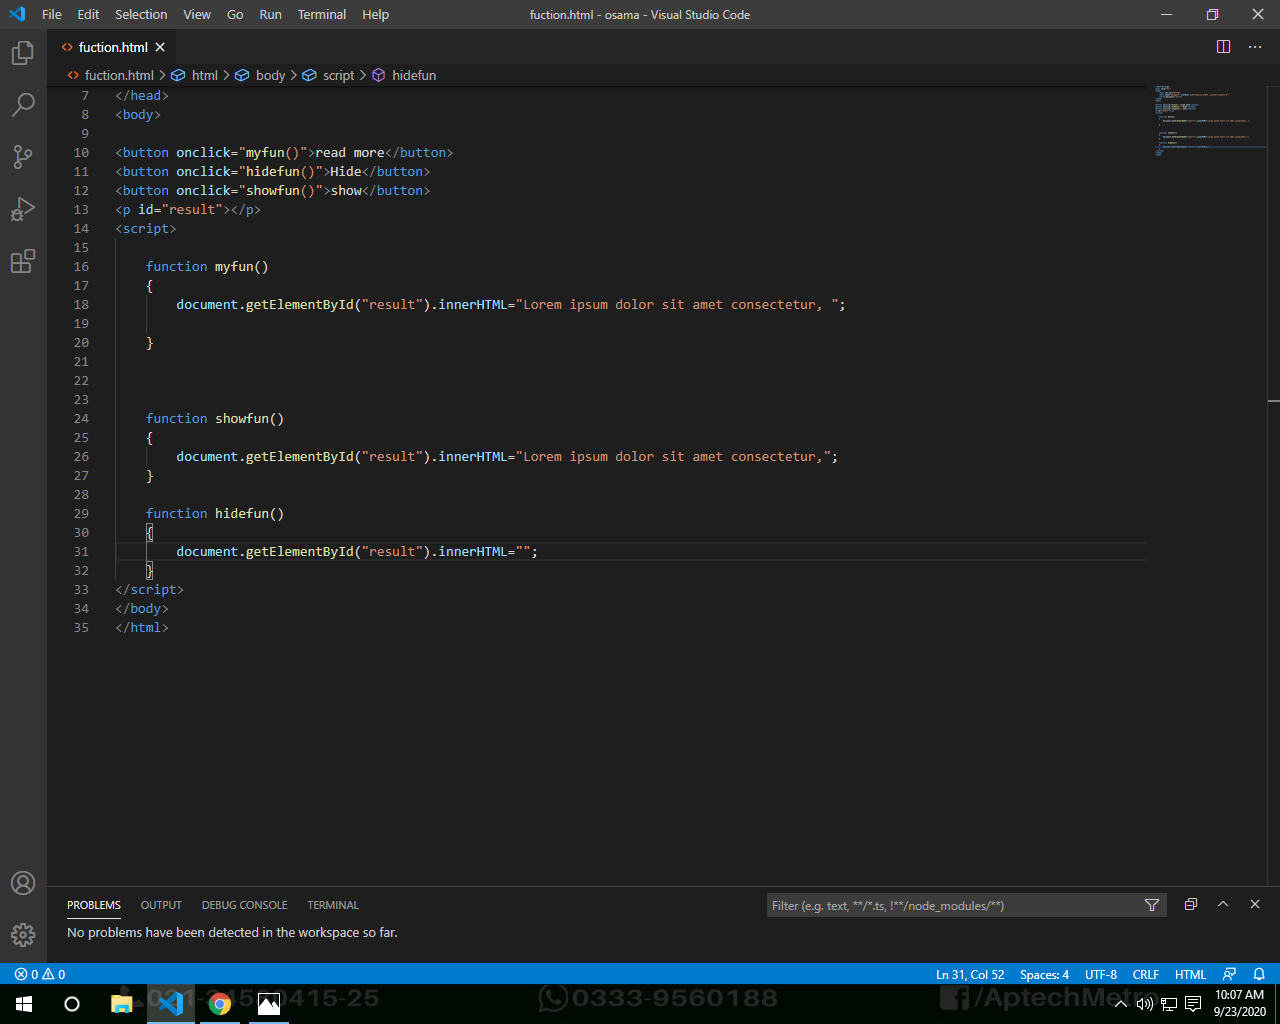 File Edit Selection View Go Run Terminal Help
fuction.html - osama - Visual Studio Code
fuction.html
fuction.html > html > body > script > hidefun
7 </head>
8 <body>
9
10 <button onclick="myfun()">read more</button>
11 <button onclick="hidefun()">Hide</button>
12 <button onclick="showfun()">show</button>
13 <p id="result"></p>
14 <script>
15
16 function myfun()
17 {
18 document.getElementById("result").innerHTML="Lorem ipsum dolor sit amet consectetur, ";
19
20 }
21
22
23
24 function showfun()
25 {
26 document.getElementById("result").innerHTML="Lorem ipsum dolor sit amet consectetur,";
27 }
28
29 function hidefun()
30 {
31 document.getElementById("result").innerHTML="";
32 }
33 </script>
34 </body>
35 </html>
PROBLEMS OUTPUT DEBUG CONSOLE TERMINAL
Filter (e.g. text, **/*.ts, !**/node_modules/**)
No problems have been detected in the workspace so far.
0 0
Ln 31, Col 52 Spaces: 4 UTF-8 CRLF HTML
0415-25
0333-9560188
/AptechMetro
10:07 AM
9/23/2020